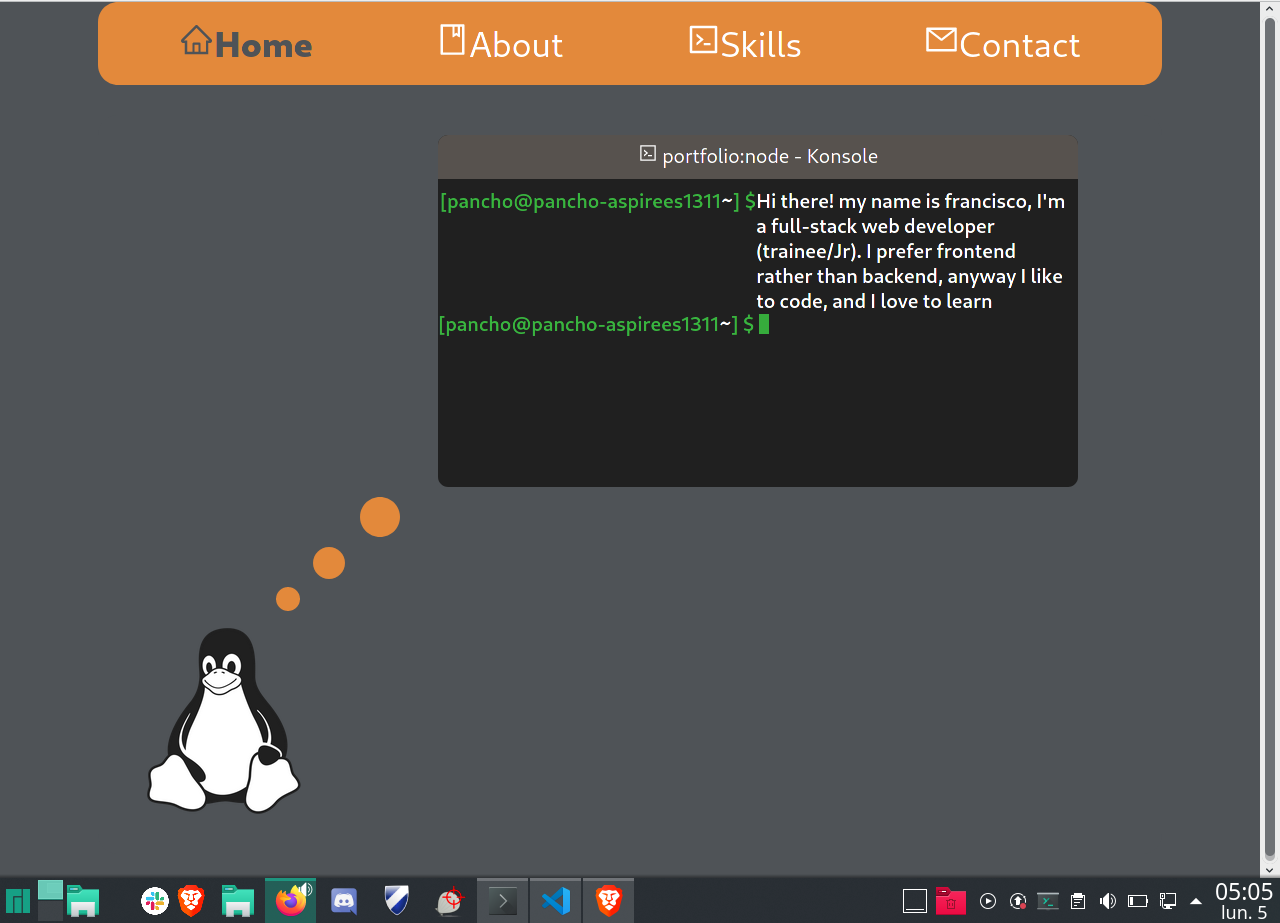 Home About Skills Contact
portfolio:node - Konsole
[pancho@pancho-aspirees1311~] $Hi there! my name is francisco, I'm
a full-stack web developer
(trainee/Jr). I prefer frontend
rather than backend, anyway I like
to code, and I love to learn
[pancho@pancho-aspirees1311~] $
05:05
lun. 5